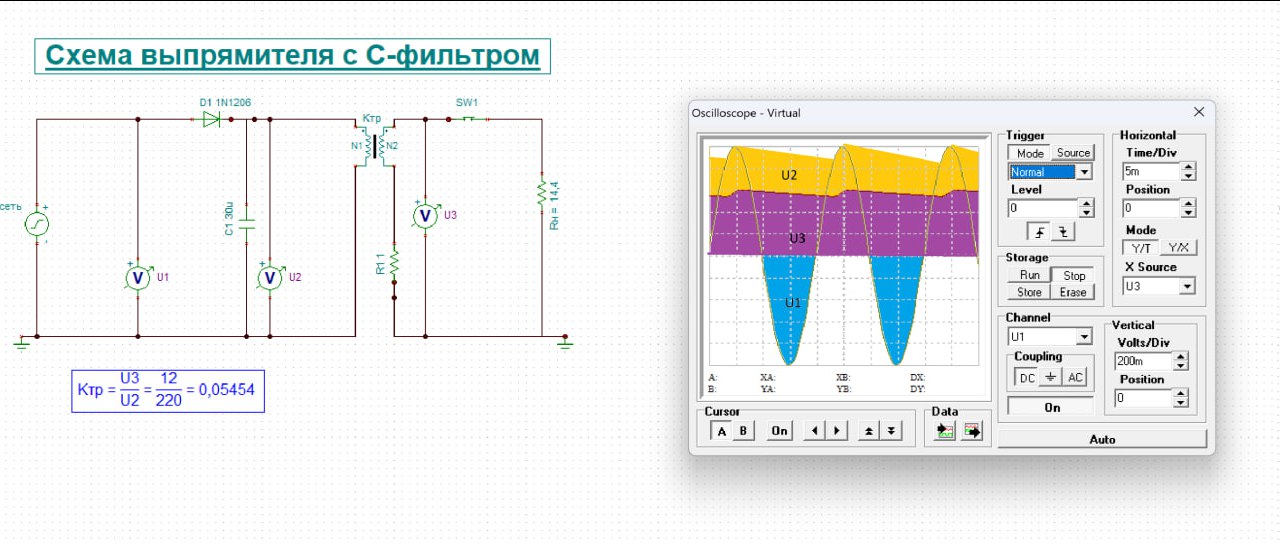 Схема выпрямителя с С-фильтром
D1 1N1206
SW1
Ктр
N1 N2
сеть
+
-
C1 30u
+
V
U1
+
V
U2
R1 1
+
V
U3
Rн = 14,4
Ктр = U3/U2 = 12/220 = 0,05454
Oscilloscope - Virtual
U2
U3
U1
A: XA: XB: DX:
B: YA: YB: DY:
Cursor
A B On
Data
Trigger
Mode Source
Normal
Level
0
Storage
Run Stop
Store Erase
Horizontal
Time/Div
5m
Position
0
Mode
Y/T Y/X
X Source
U3
Channel
U1
Coupling
DC AC
On
Vertical
Volts/Div
200m
Position
0
Auto